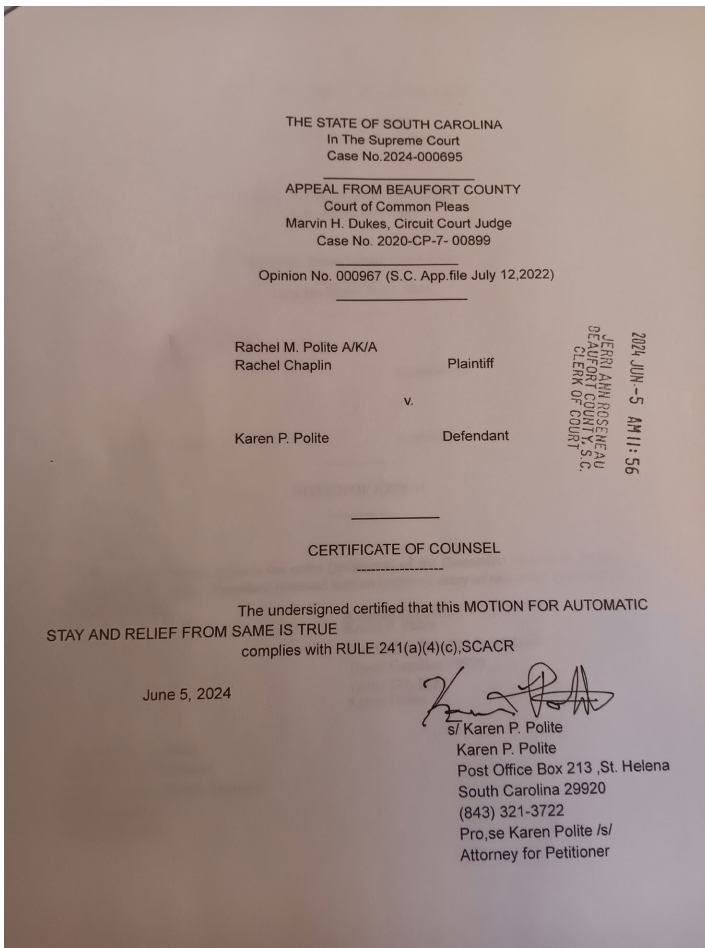 THE STATE OF SOUTH CAROLINA
In The Supreme Court
Case No.2024-000695
APPEAL FROM BEAUFORT COUNTY
Court of Common Pleas
Marvin H. Dukes, Circuit Court Judge
Case No. 2020-CP-7- 00899
Opinion No. 000967 (S.C. App.file July 12,2022)
Rachel M. Polite A/K/A
Rachel Chaplin Plaintiff
v.
Karen P. Polite Defendant
2024 JUN -5 AM 11: 56
JERRI ANN ROSENEAU
BEAUFORT COUNTY, S.C.
CLERK OF COURT
CERTIFICATE OF COUNSEL
------------------
The undersigned certified that this MOTION FOR AUTOMATIC
STAY AND RELIEF FROM SAME IS TRUE
complies with RULE 241(a)(4)(c),SCACR
June 5, 2024
s/ Karen P. Polite
Karen P. Polite
Post Office Box 213 ,St. Helena
South Carolina 29920
(843) 321-3722
Pro,se Karen Polite /s/
Attorney for Petitioner